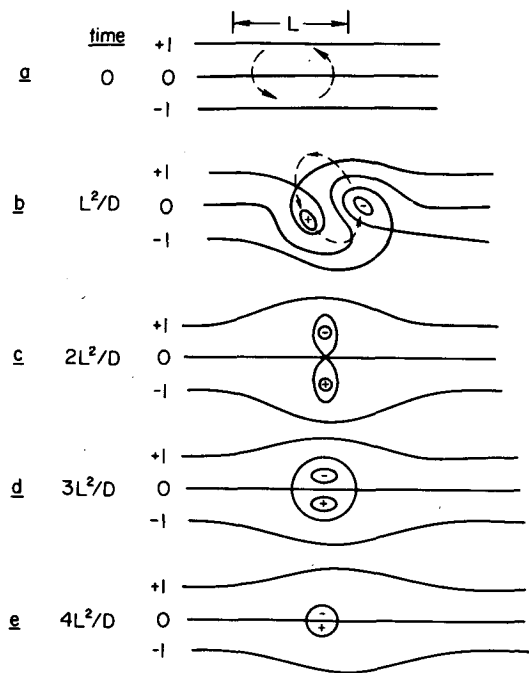 L
time
a 0 +1
0
-1
b L²/D +1
0
-1
+ -
c 2L²/D +1
0
-1
-
+
d 3L²/D +1
0
-1
-
+
e 4L²/D +1
0
-1
-
+